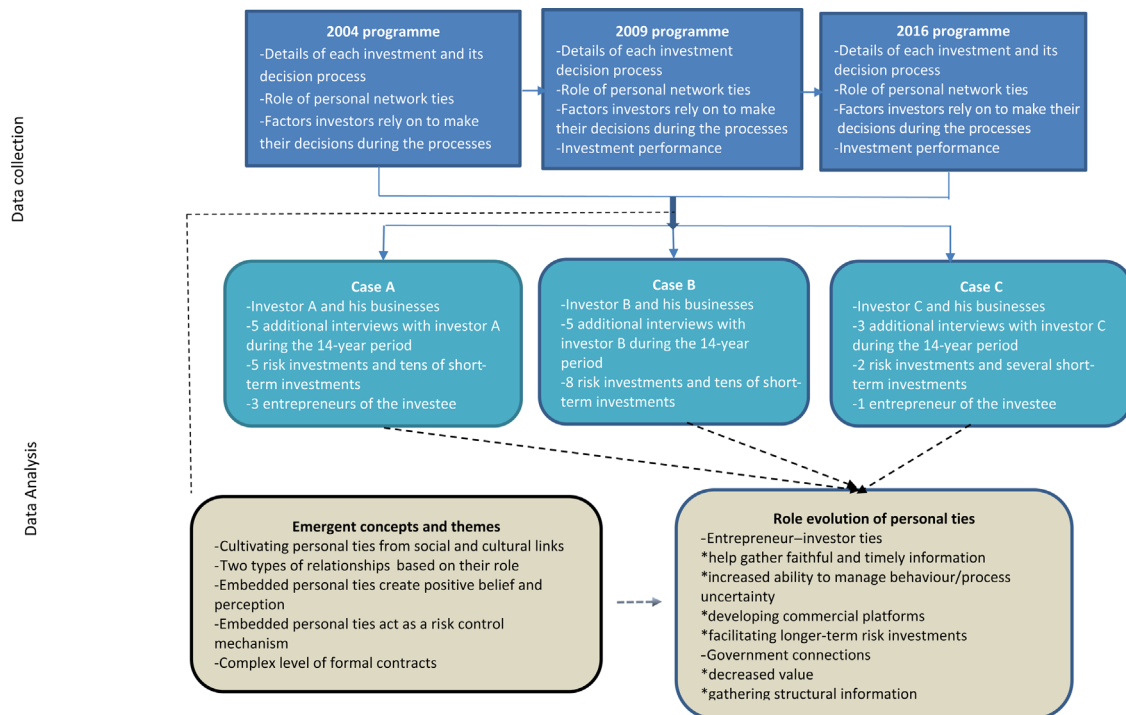 Data collection
2004 programme
-Details of each investment and its
decision process
-Role of personal network ties
-Factors investors rely on to make
their decisions during the processes
2009 programme
-Details of each investment
decision process
-Role of personal network ties
-Factors investors rely on to make
their decisions during the processes
-Investment performance
2016 programme
-Details of each investment and its
decision process
-Role of personal network ties
-Factors investors rely on to make their
decisions during the processes
-Investment performance
Case A
-Investor A and his businesses
-5 additional interviews with investor A
during the 14-year period
-5 risk investments and tens of short-
term investments
-3 entrepreneurs of the investee
Case B
-Investor B and his businesses
-5 additional interviews with
investor B during the 14-year
period
-8 risk investments and tens of short-
term investments
Case C
-Investor C and his businesses
-3 additional interviews with investor C
during the 14-year period
-2 risk investments and several short-
term investments
-1 entrepreneur of the investee
Data Analysis
Emergent concepts and themes
-Cultivating personal ties from social and cultural links
-Two types of relationships based on their role
-Embedded personal ties create positive belief and
perception
-Embedded personal ties act as a risk control
mechanism
-Complex level of formal contracts
Role evolution of personal ties
-Entrepreneur–investor ties
*help gather faithful and timely information
*increased ability to manage behaviour/process
uncertainty
*developing commercial platforms
*facilitating longer-term risk investments
-Government connections
*decreased value
*gathering structural information